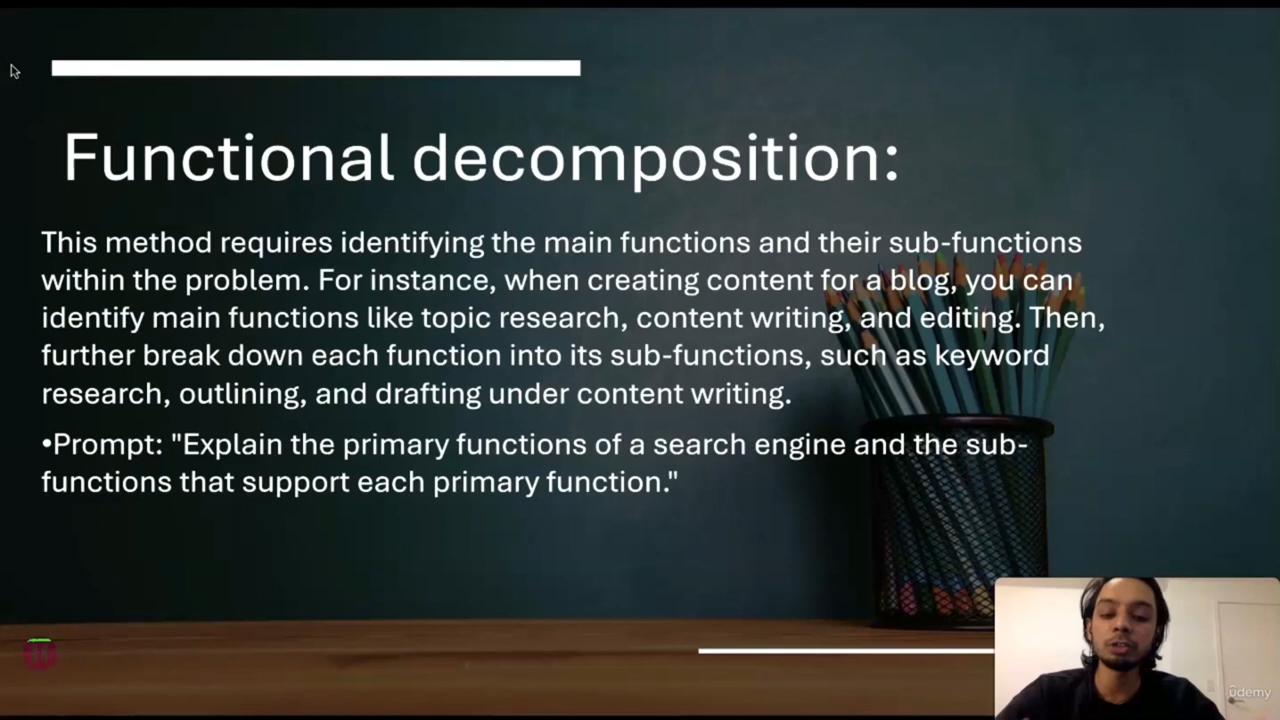 Functional decomposition:
This method requires identifying the main functions and their sub-functions
within the problem. For instance, when creating content for a blog, you can
identify main functions like topic research, content writing, and editing. Then,
further break down each function into its sub-functions, such as keyword
research, outlining, and drafting under content writing.
•Prompt: "Explain the primary functions of a search engine and the sub-
functions that support each primary function."
ûdemy